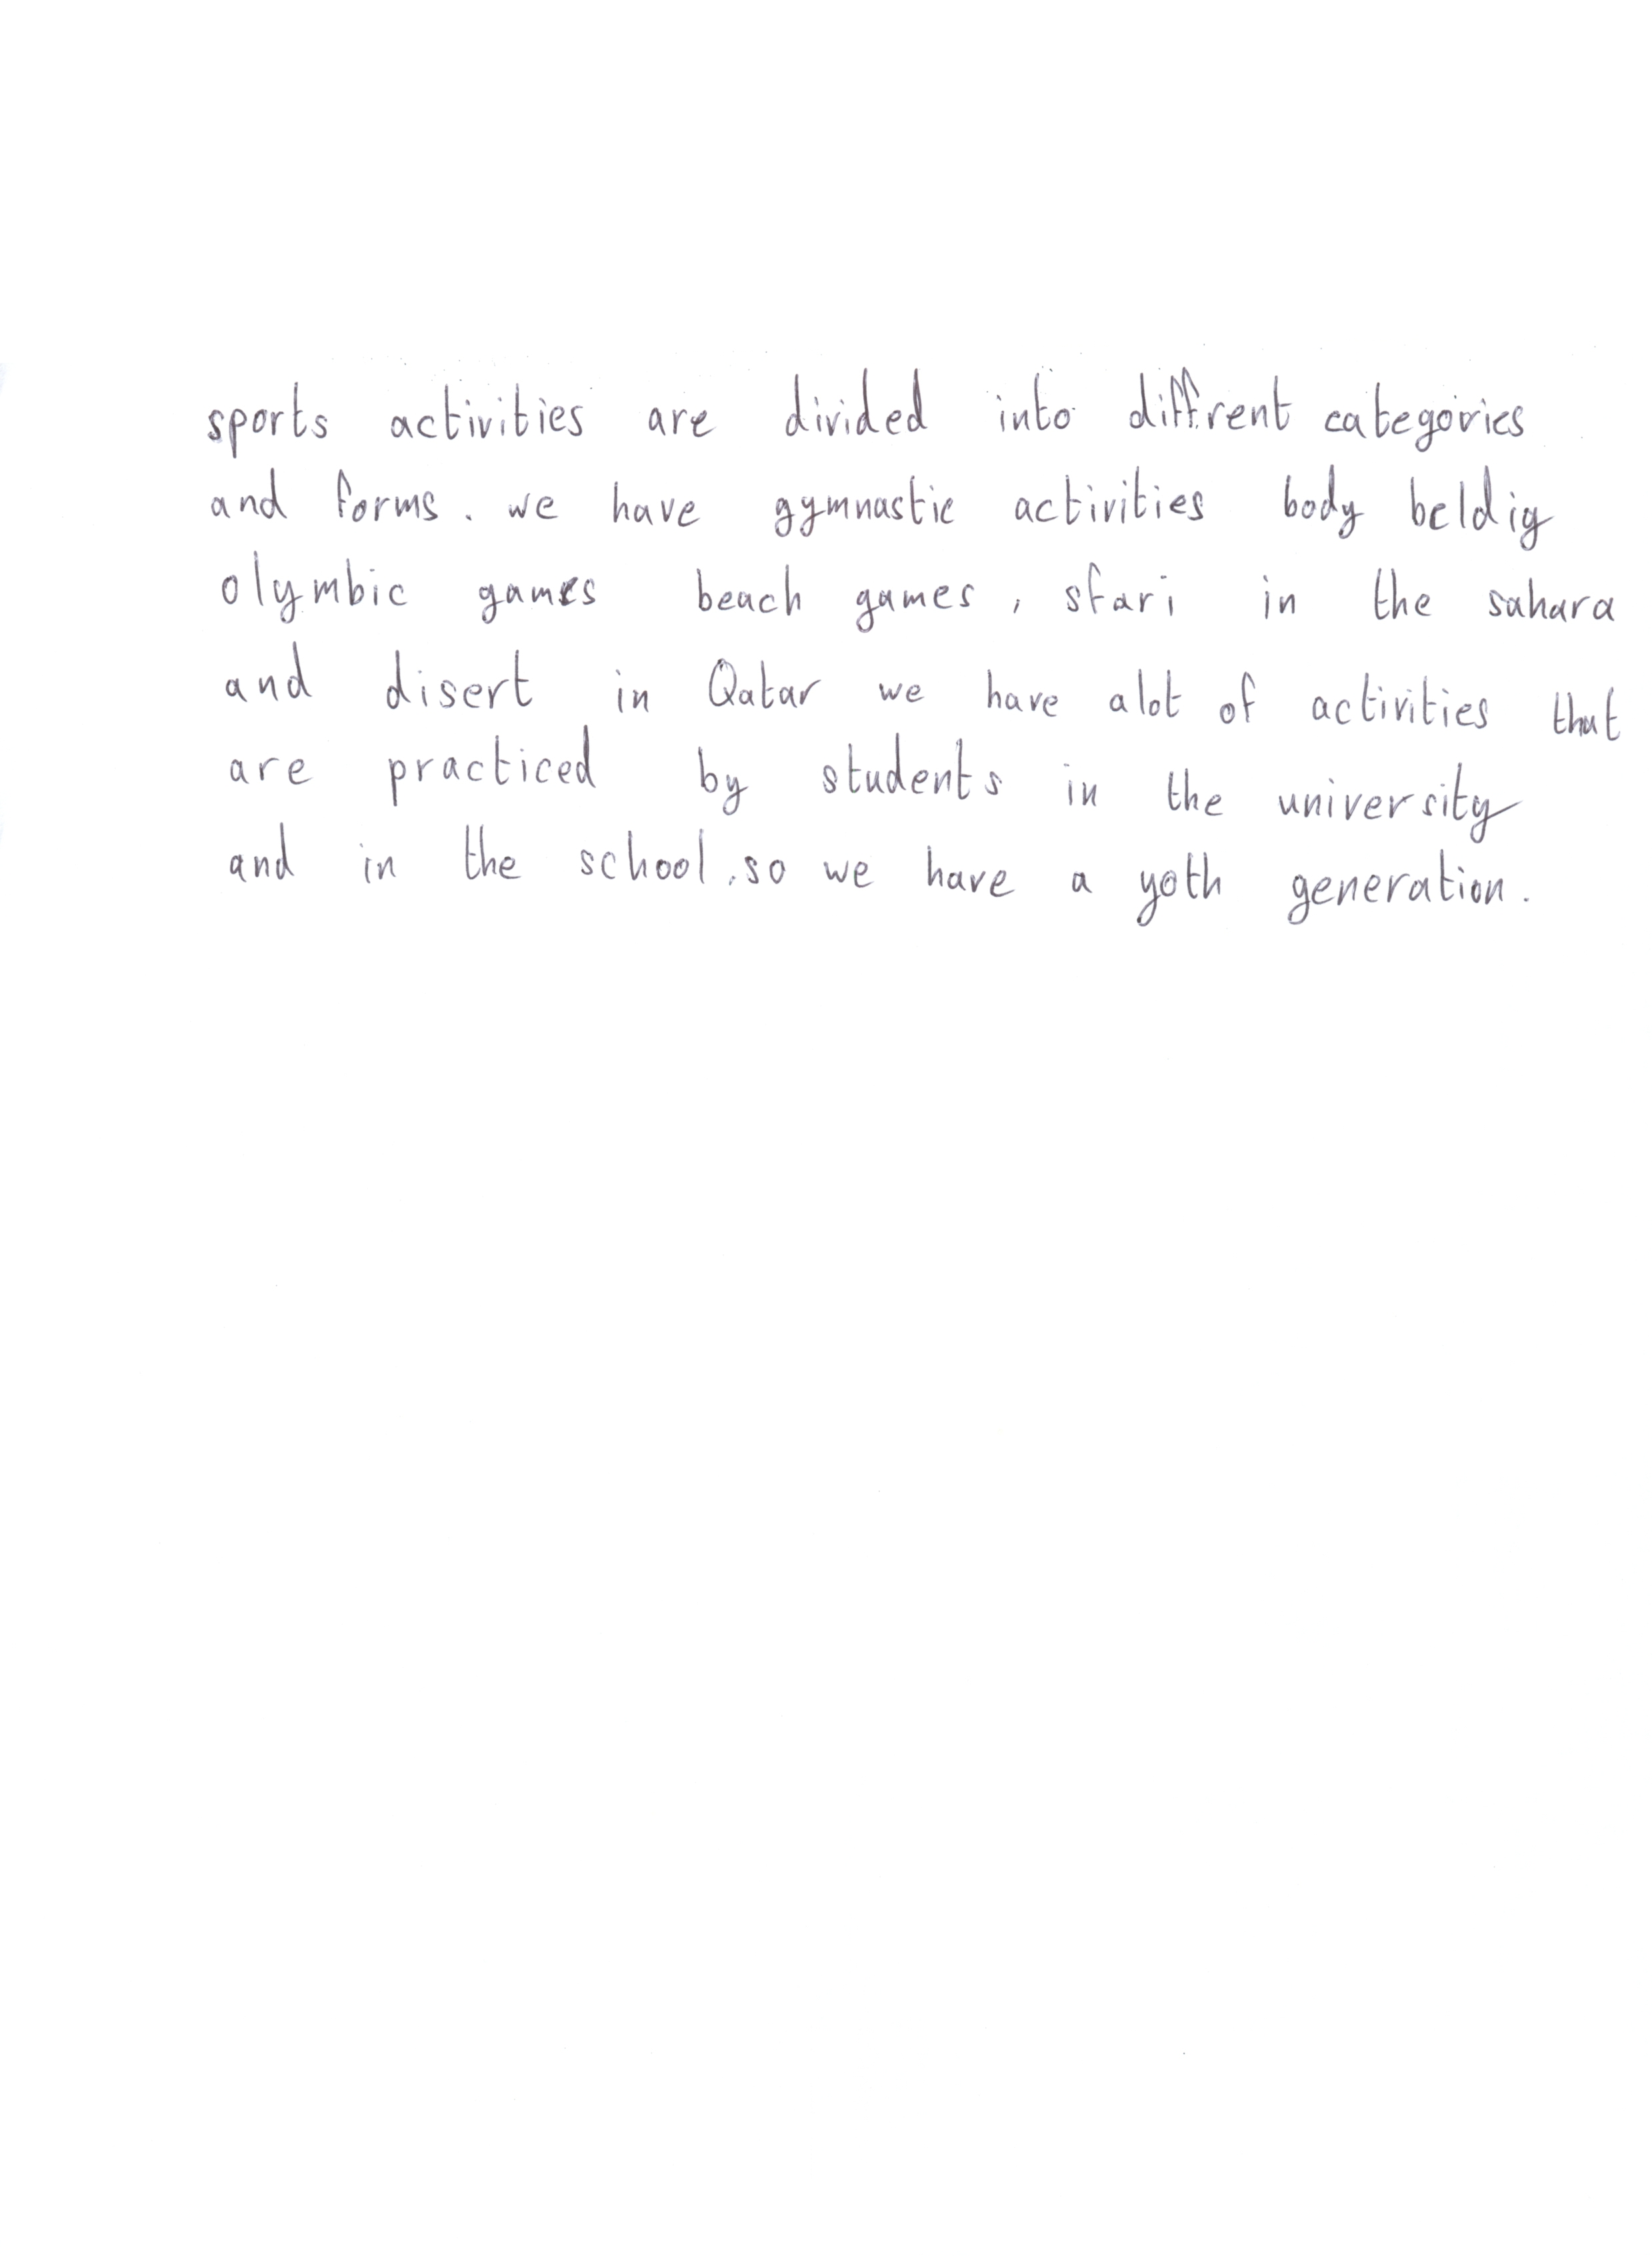 sports activities are divided into diffrent categories
and forms. we have gymnastic activities body beldig
olymbic games beach games, sfari in the sahara
and disert in Qatar we have alot of activities that
are practiced by students in the university
and in the school. so we have a yoth generation.